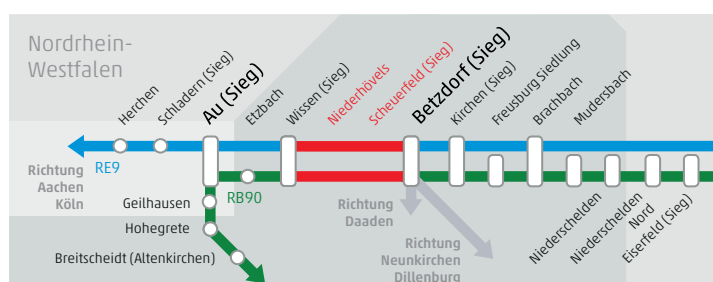 Nordrhein-
Westfalen
Herchen
Schladern (Sieg)
Au (Sieg)
Etzbach
Wissen (Sieg)
Niederhövels
Scheuerfeld (Sieg)
Betzdorf (Sieg)
Kirchen (Sieg)
Freusburg Siedlung
Brachbach
Mudersbach
RE9
Richtung
Aachen
Köln
RB90
Geilhausen
Hohegrete
Breitscheidt (Altenkirchen)
Richtung
Daaden
Richtung
Neunkirchen
Dillenburg
Niederschelden
Niederschelden
Nord
Eiserfeld (Sieg)